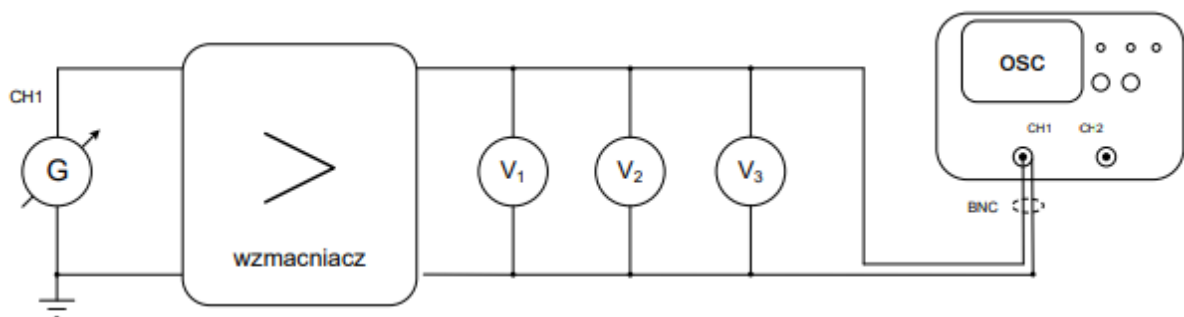 CH1
G
wzmacniacz
V1
V2
V3
OSC
CH1
CH2
BNC